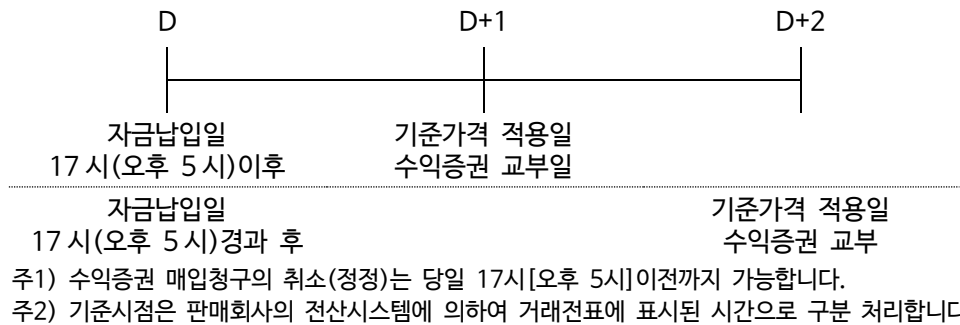 D D+1 D+2
자금납입일 기준가격 적용일
17시(오후 5시)이후 수익증권 교부일
자금납입일 기준가격 적용일
17시(오후 5시)경과 후 수익증권 교부
주1) 수익증권 매입청구의 취소(정정)는 당일 17시[오후 5시]이전까지 가능합니다.
주2) 기준시점은 판매회사의 전산시스템에 의하여 거래전표에 표시된 시간으로 구분 처리합니다